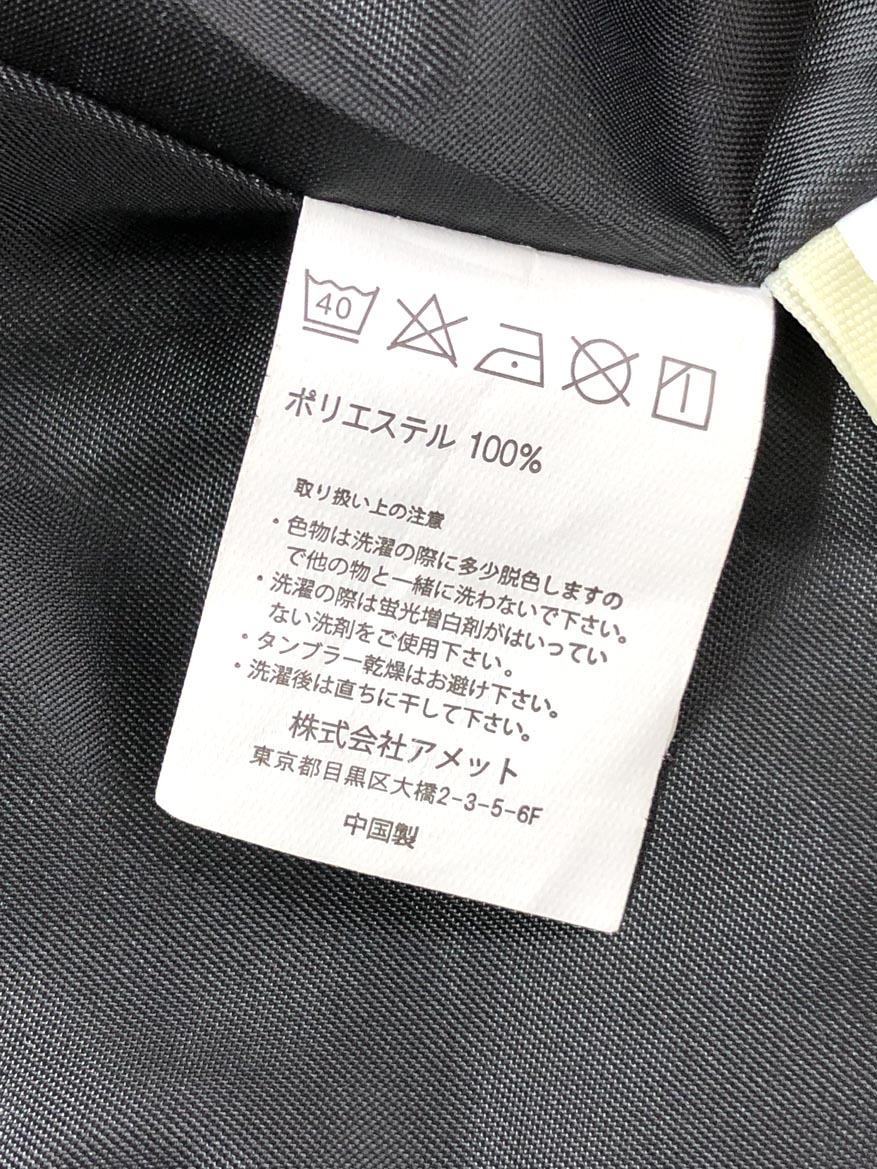 40
ポリエステル 100%
取り扱い上の注意
・色物は洗濯の際に多少脱色しますの
で他の物と一緒に洗わないで下さい。
・洗濯の際は蛍光増白剤がはいってい
ない洗剤をご使用下さい。
・タンブラー乾燥はお避け下さい。
・洗濯後は直ちに干して下さい。
株式会社アメット
東京都目黒区大橋2-3-5-6F
中国製